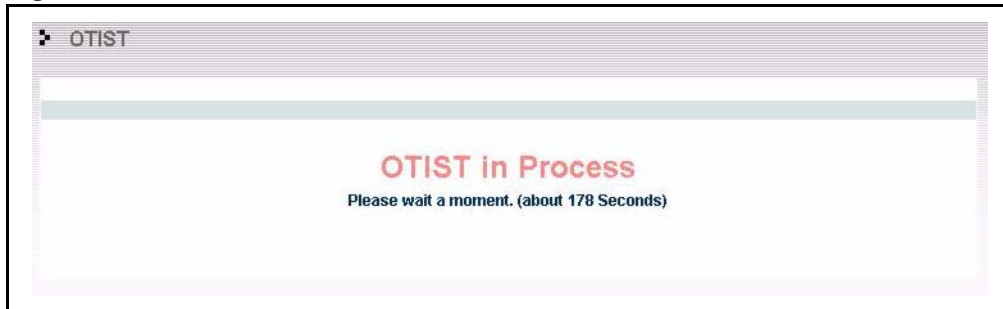 OTIST
OTIST in Process
Please wait a moment. (about 178 Seconds)